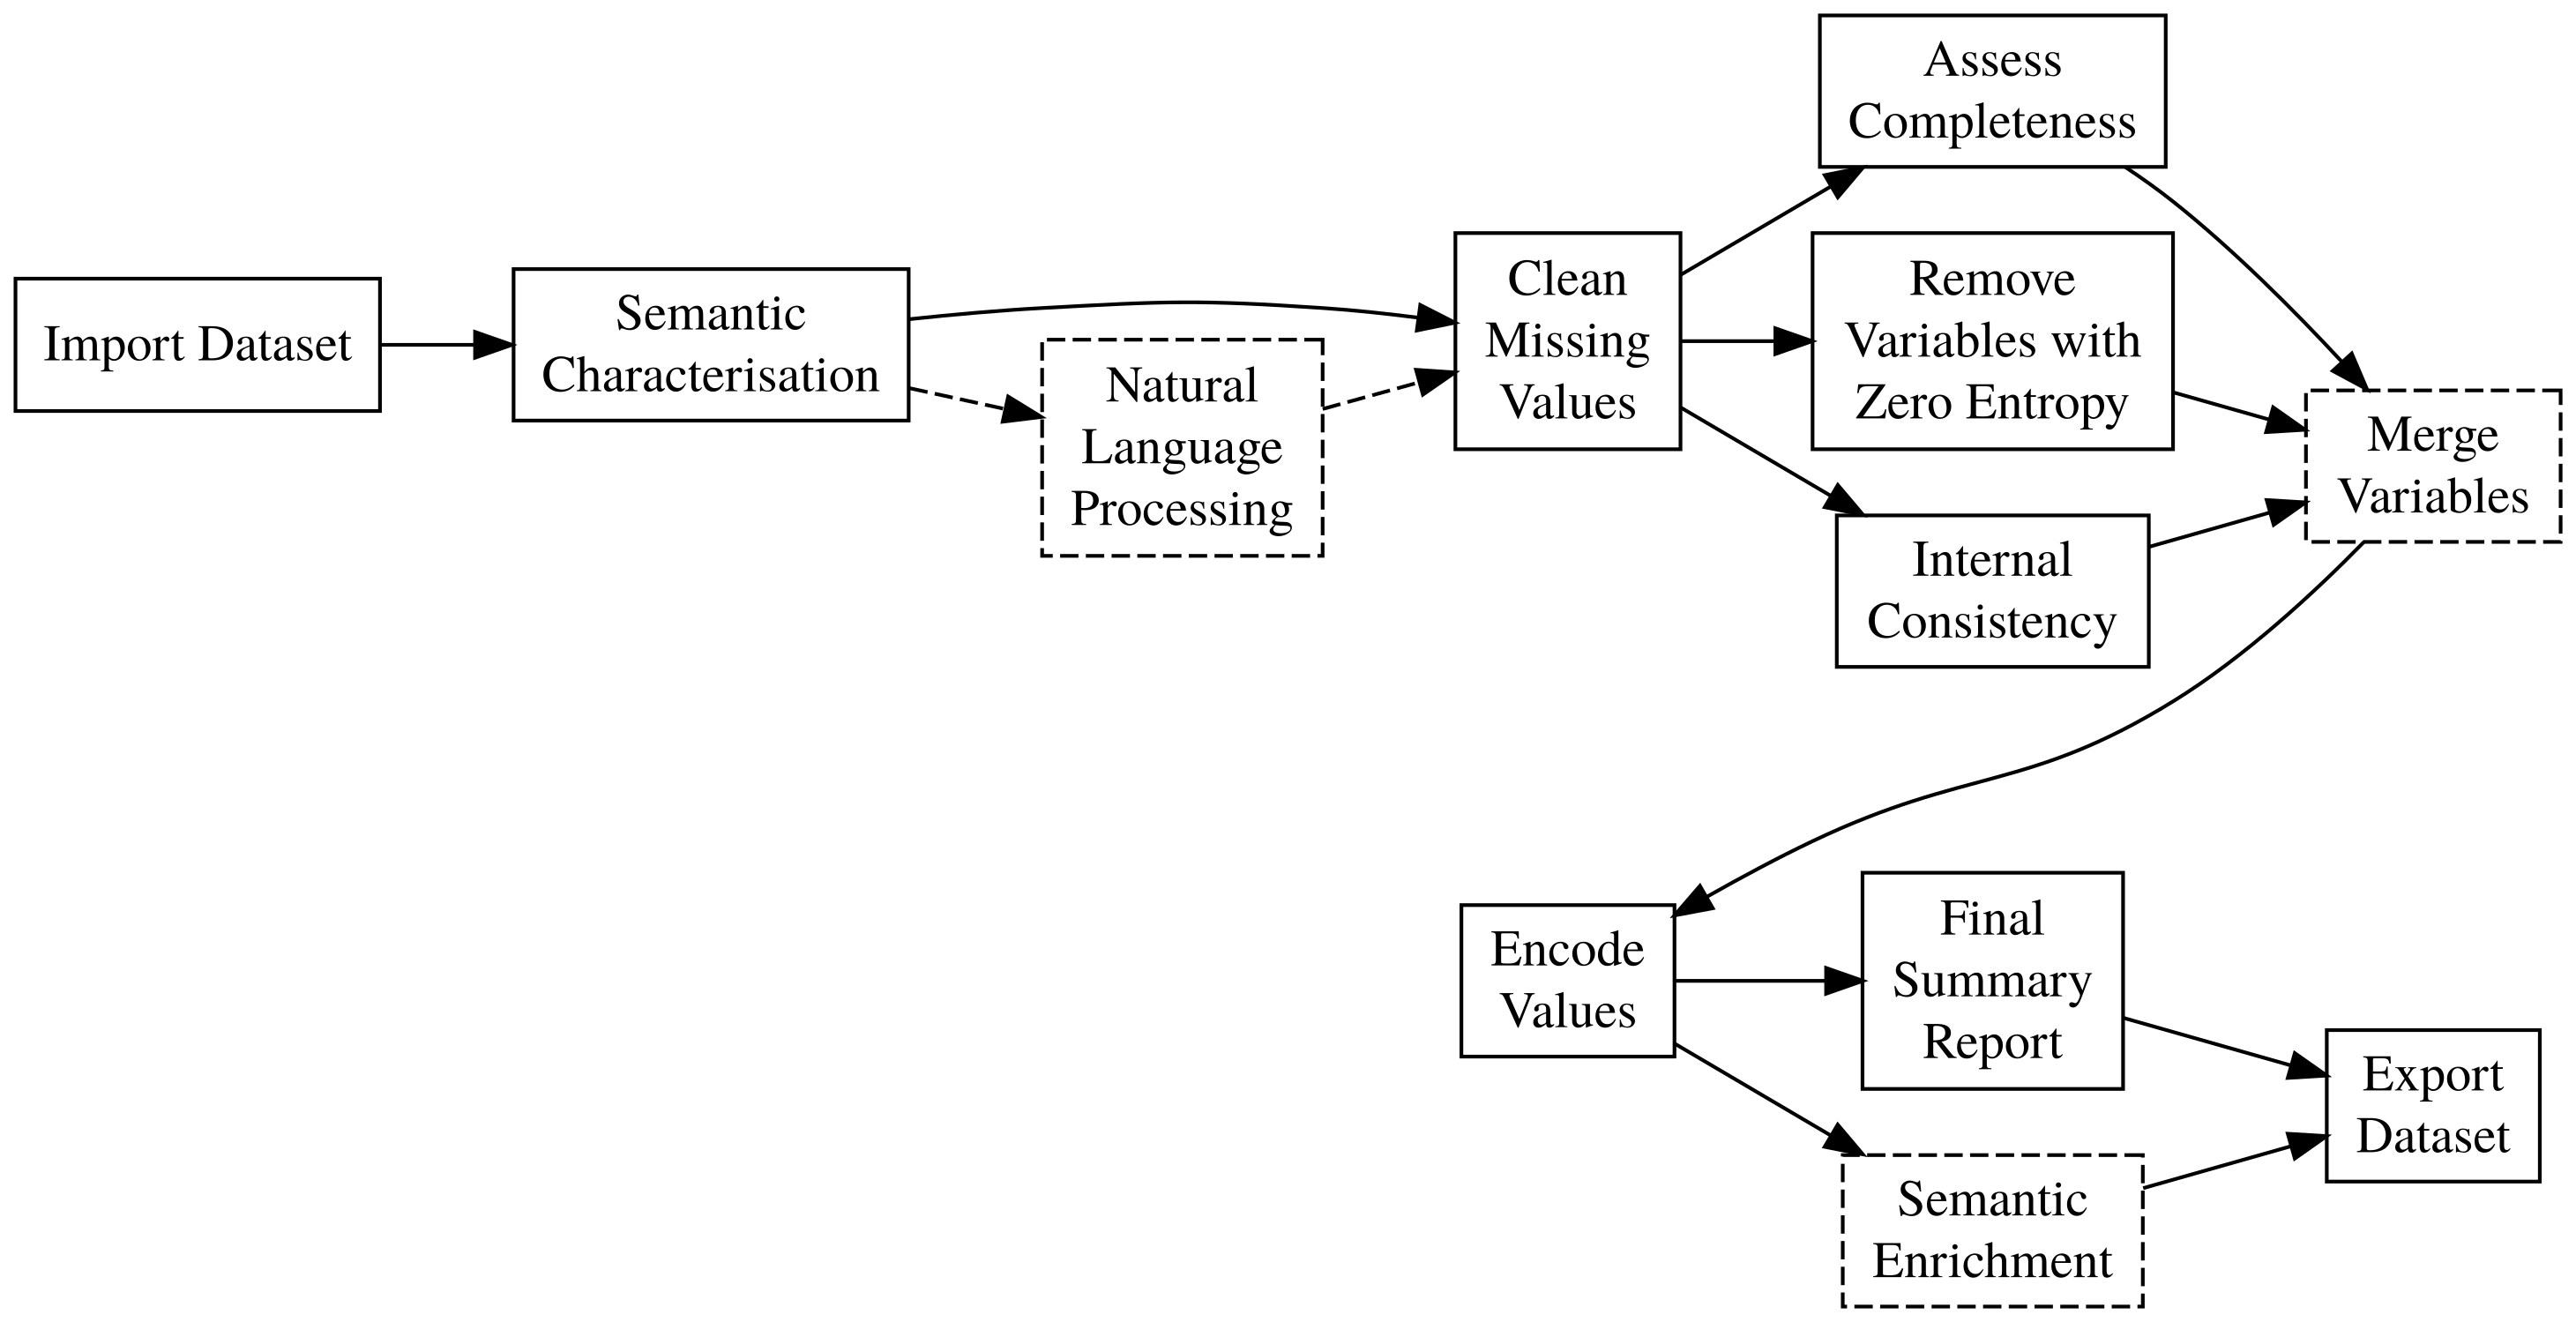 Import Dataset
Semantic
Characterisation
Natural
Language
Processing
Clean
Missing
Values
Assess
Completeness
Remove
Variables with
Zero Entropy
Internal
Consistency
Merge
Variables
Encode
Values
Final
Summary
Report
Semantic
Enrichment
Export
Dataset